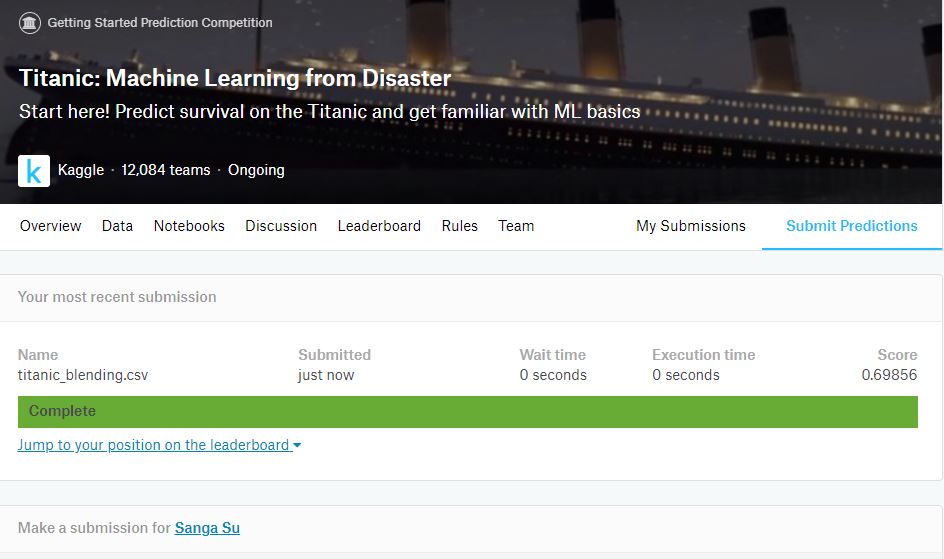 Getting Started Prediction Competition
Titanic: Machine Learning from Disaster
Start here! Predict survival on the Titanic and get familiar with ML basics
k Kaggle · 12,084 teams · Ongoing
Overview Data Notebooks Discussion Leaderboard Rules Team My Submissions Submit Predictions
Your most recent submission
Name Submitted Wait time Execution time Score
titanic_blending.csv just now 0 seconds 0 seconds 0.69856
Complete
Jump to your position on the leaderboard
Make a submission for Sanga Su